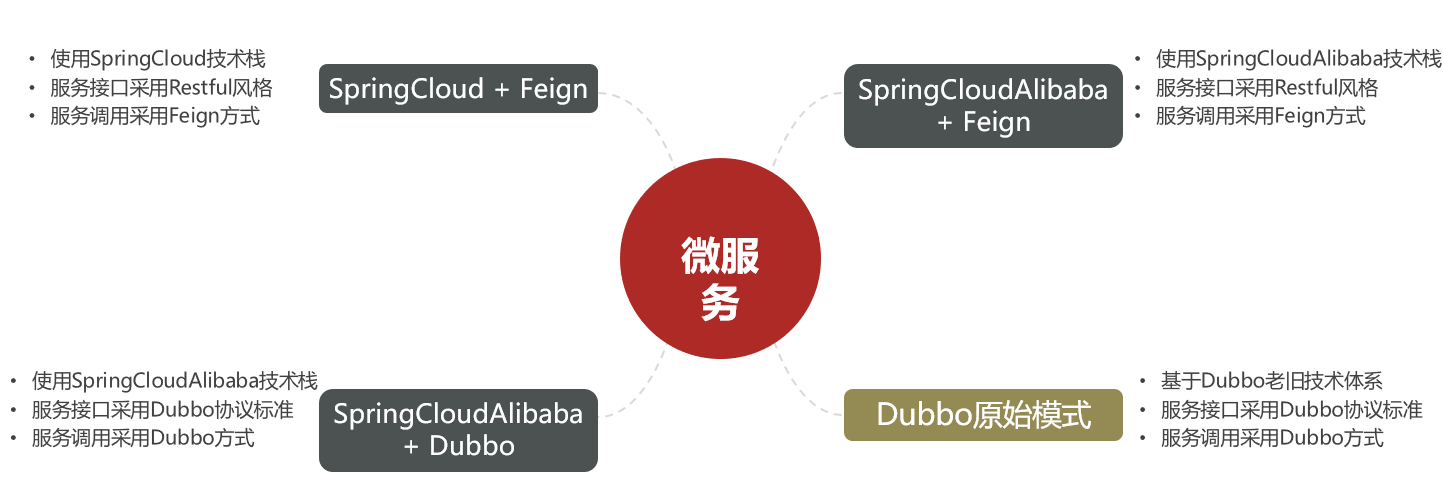 使用SpringCloud技术栈
服务接口采用Restful风格
服务调用采用Feign方式
SpringCloud + Feign
SpringCloudAlibaba
+ Feign
使用SpringCloudAlibaba技术栈
服务接口采用Restful风格
服务调用采用Feign方式
微服
务
使用SpringCloudAlibaba技术栈
服务接口采用Dubbo协议标准
服务调用采用Dubbo方式
SpringCloudAlibaba
+ Dubbo
Dubbo原始模式
基于Dubbo老旧技术体系
服务接口采用Dubbo协议标准
服务调用采用Dubbo方式